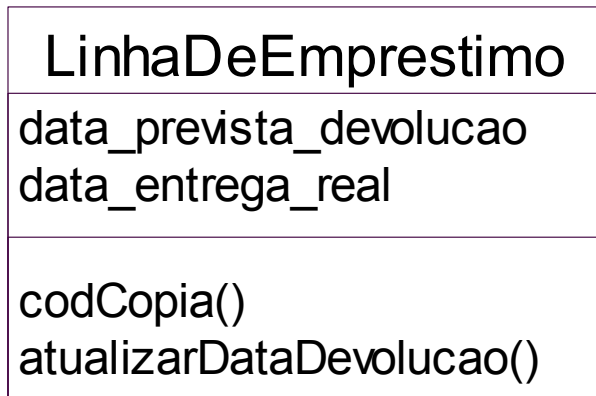 LinhaDeEmprestimo
data_prevista_devolucao
data_entrega_real
codCopia()
atualizarDataDevolucao()